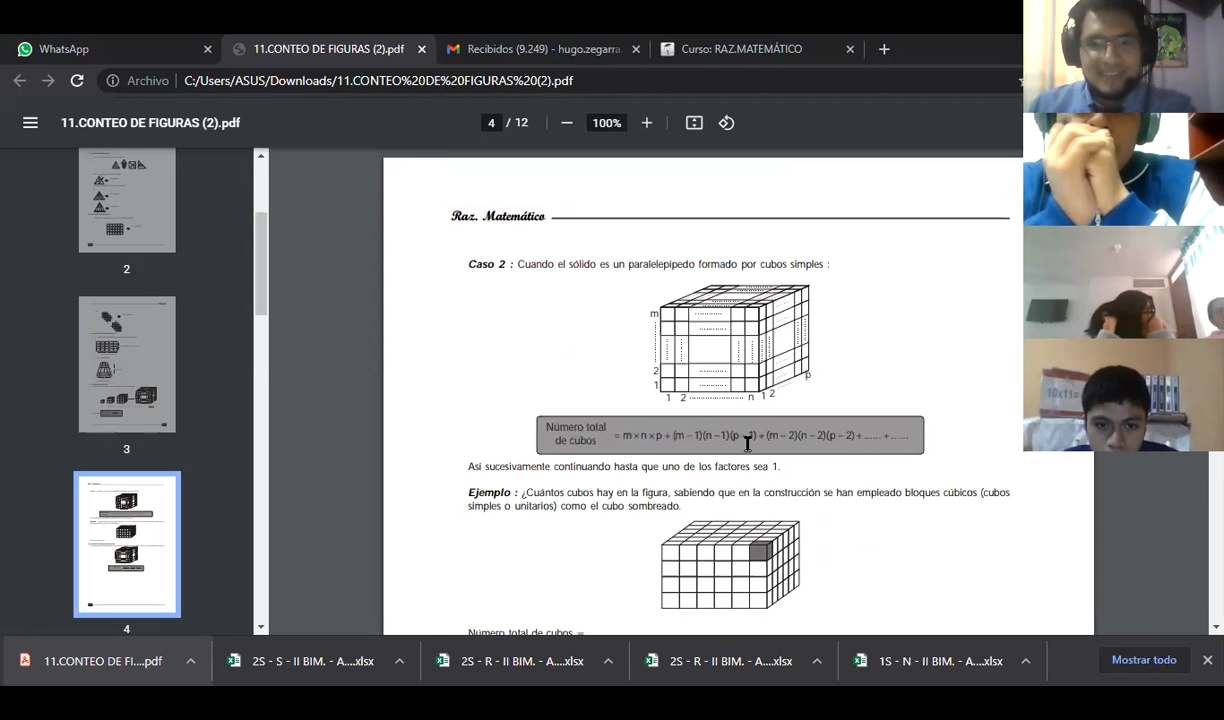 WhatsApp
11.CONTEO DE FIGURAS (2).pdf
Recibidos (9.249) - hugo.zegarra
Curso: RAZ.MATEMÁTICO
Archivo
C:/Users/ASUS/Downloads/11.CONTEO%20DE%20FIGURAS%20(2).pdf
11.CONTEO DE FIGURAS (2).pdf
4 / 12
100%
2
3
4
Raz. Matemático
Caso 2 : Cuando el sólido es un paralelepípedo formado por cubos simples :
m
2
1
1 2 n 1 2
p
Número total
de cubos
= m × n × p + (m − 1)(n − 1)(p − 1) + (m − 2)(n − 2)(p − 2) + ...... + ......
Asi sucesivamente continuando hasta que uno de los factores sea 1.
Ejemplo : ¿Cuántos cubos hay en la figura, sabiendo que en la construcción se han empleado bloques cúbicos (cubos
simples o unitarios) como el cubo sombreado.
Número total de cubos =
10x11=
11.CONTEO DE FI....pdf
2S - S - II BIM. - A....xlsx
2S - R - II BIM. - A....xlsx
2S - R - II BIM. - A....xlsx
1S - N - II BIM. - A....xlsx
Mostrar todo